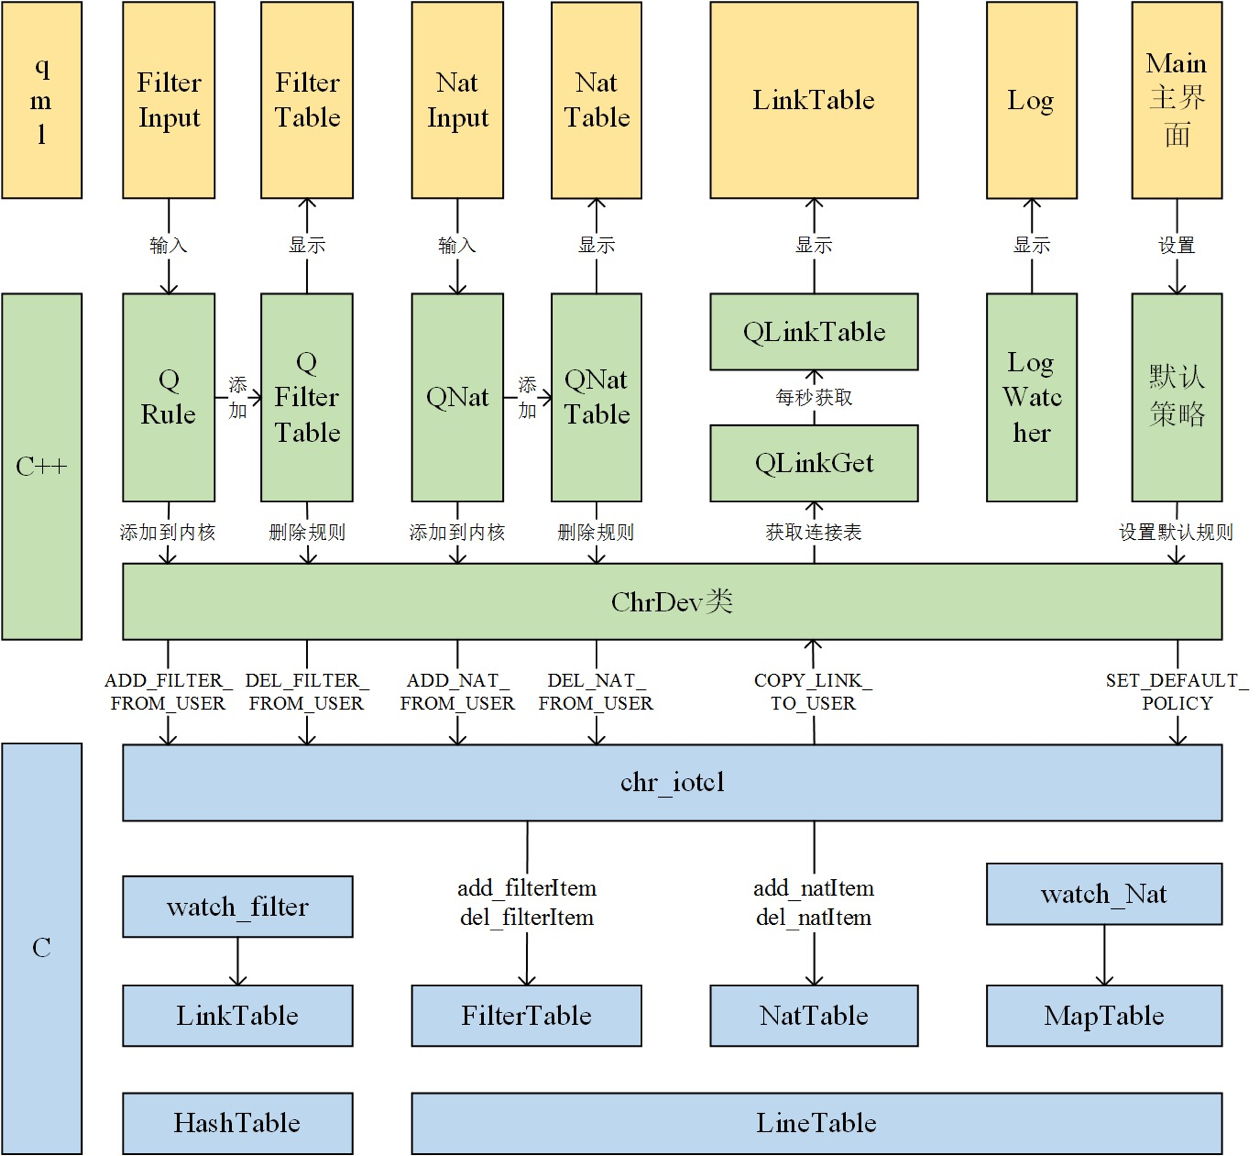 q
m
l
Filter
Input
Filter
Table
Nat
Input
Nat
Table
LinkTable
Log
Main
主界
面
输入
显示
输入
显示
显示
显示
设置
C++
Q
Rule
添
加
Q
Filter
Table
QNat
添
加
QNat
Table
QLinkTable
每秒获取
QLinkGet
Log
Watc
her
默认
策略
添加到内核
删除规则
添加到内核
删除规则
获取连接表
设置默认规则
ChrDev类
ADD_FILTER_
FROM_USER
DEL_FILTER_
FROM_USER
ADD_NAT_
FROM_USER
DEL_NAT_
FROM_USER
COPY_LINK_
TO_USER
SET_DEFAULT_
POLICY
C
chr_iotcl
watch_filter
add_filterItem
del_filterItem
add_natItem
del_natItem
watch_Nat
LinkTable
FilterTable
NatTable
MapTable
HashTable
LineTable